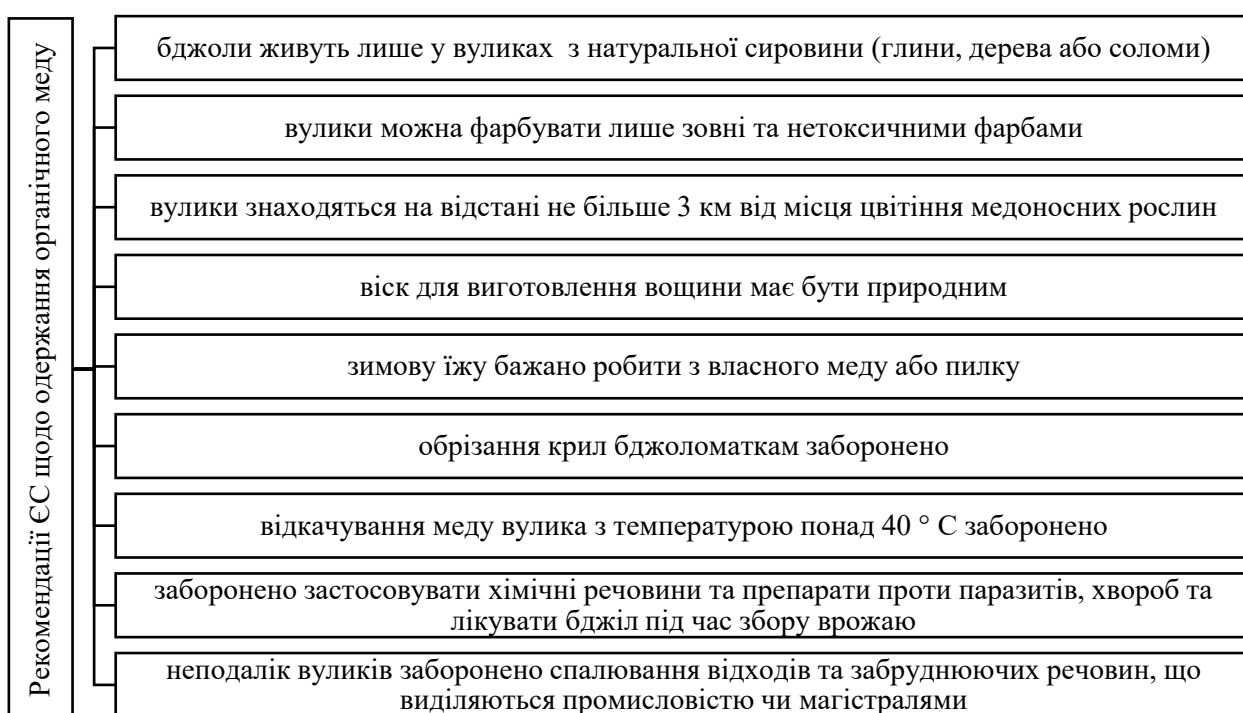 Рекомендації ЄС щодо одержання органічного меду
бджоли живуть лише у вуликах з натуральної сировини (глини, дерева або соломи)
вулики можна фарбувати лише зовні та нетоксичними фарбами
вулики знаходяться на відстані не більше 3 км від місця цвітіння медоносних рослин
віск для виготовлення вощини має бути природним
зимову їжу бажано робити з власного меду або пилку
обрізання крил бджоломаткам заборонено
відкачування меду вулика з температурою понад 40 ° С заборонено
заборонено застосовувати хімічні речовини та препарати проти паразитів, хвороб та
лікувати бджіл під час збору врожаю
неподалік вуликів заборонено спалювання відходів та забруднюючих речовин, що
виділяються промисловістю чи магістралями